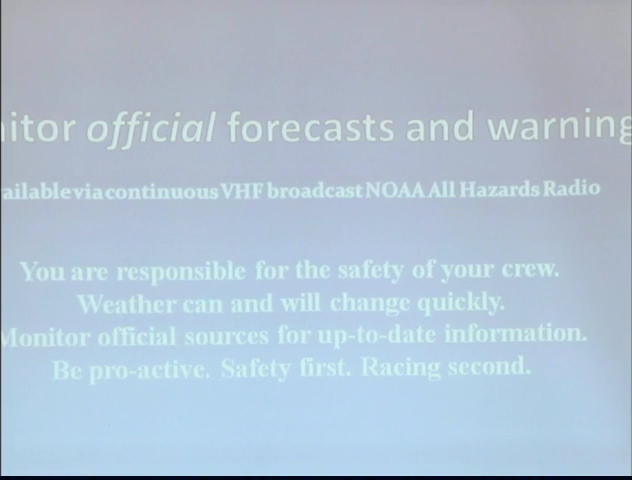 itor official forecasts and warning
ailable via continuous VHF broadcast NOAA All Hazards Radio
You are responsible for the safety of your crew.
Weather can and will change quickly.
Monitor official sources for up-to-date information.
Be pro-active. Safety first. Racing second.